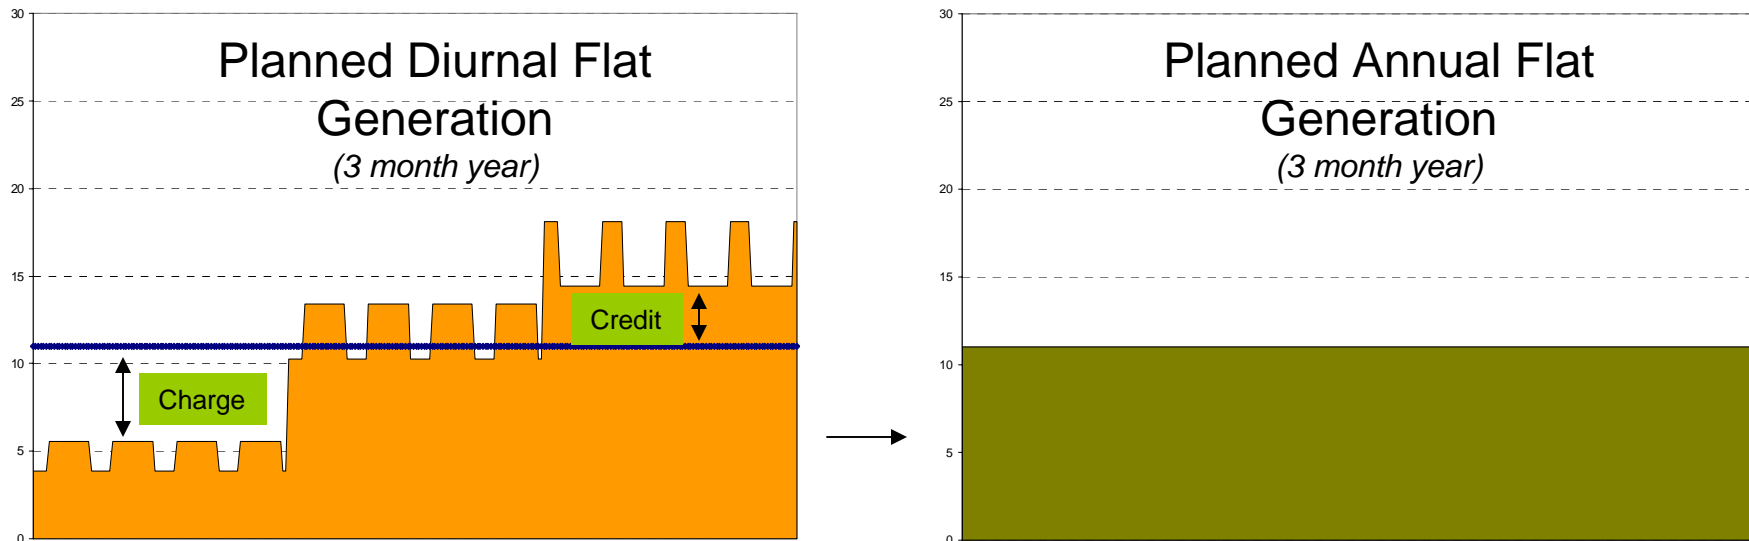 Planned Diurnal Flat
Generation
(3 month year)
30
25
20
15
10
5
0
Charge
Credit
Planned Annual Flat
Generation
(3 month year)
30
25
20
15
10
5
0